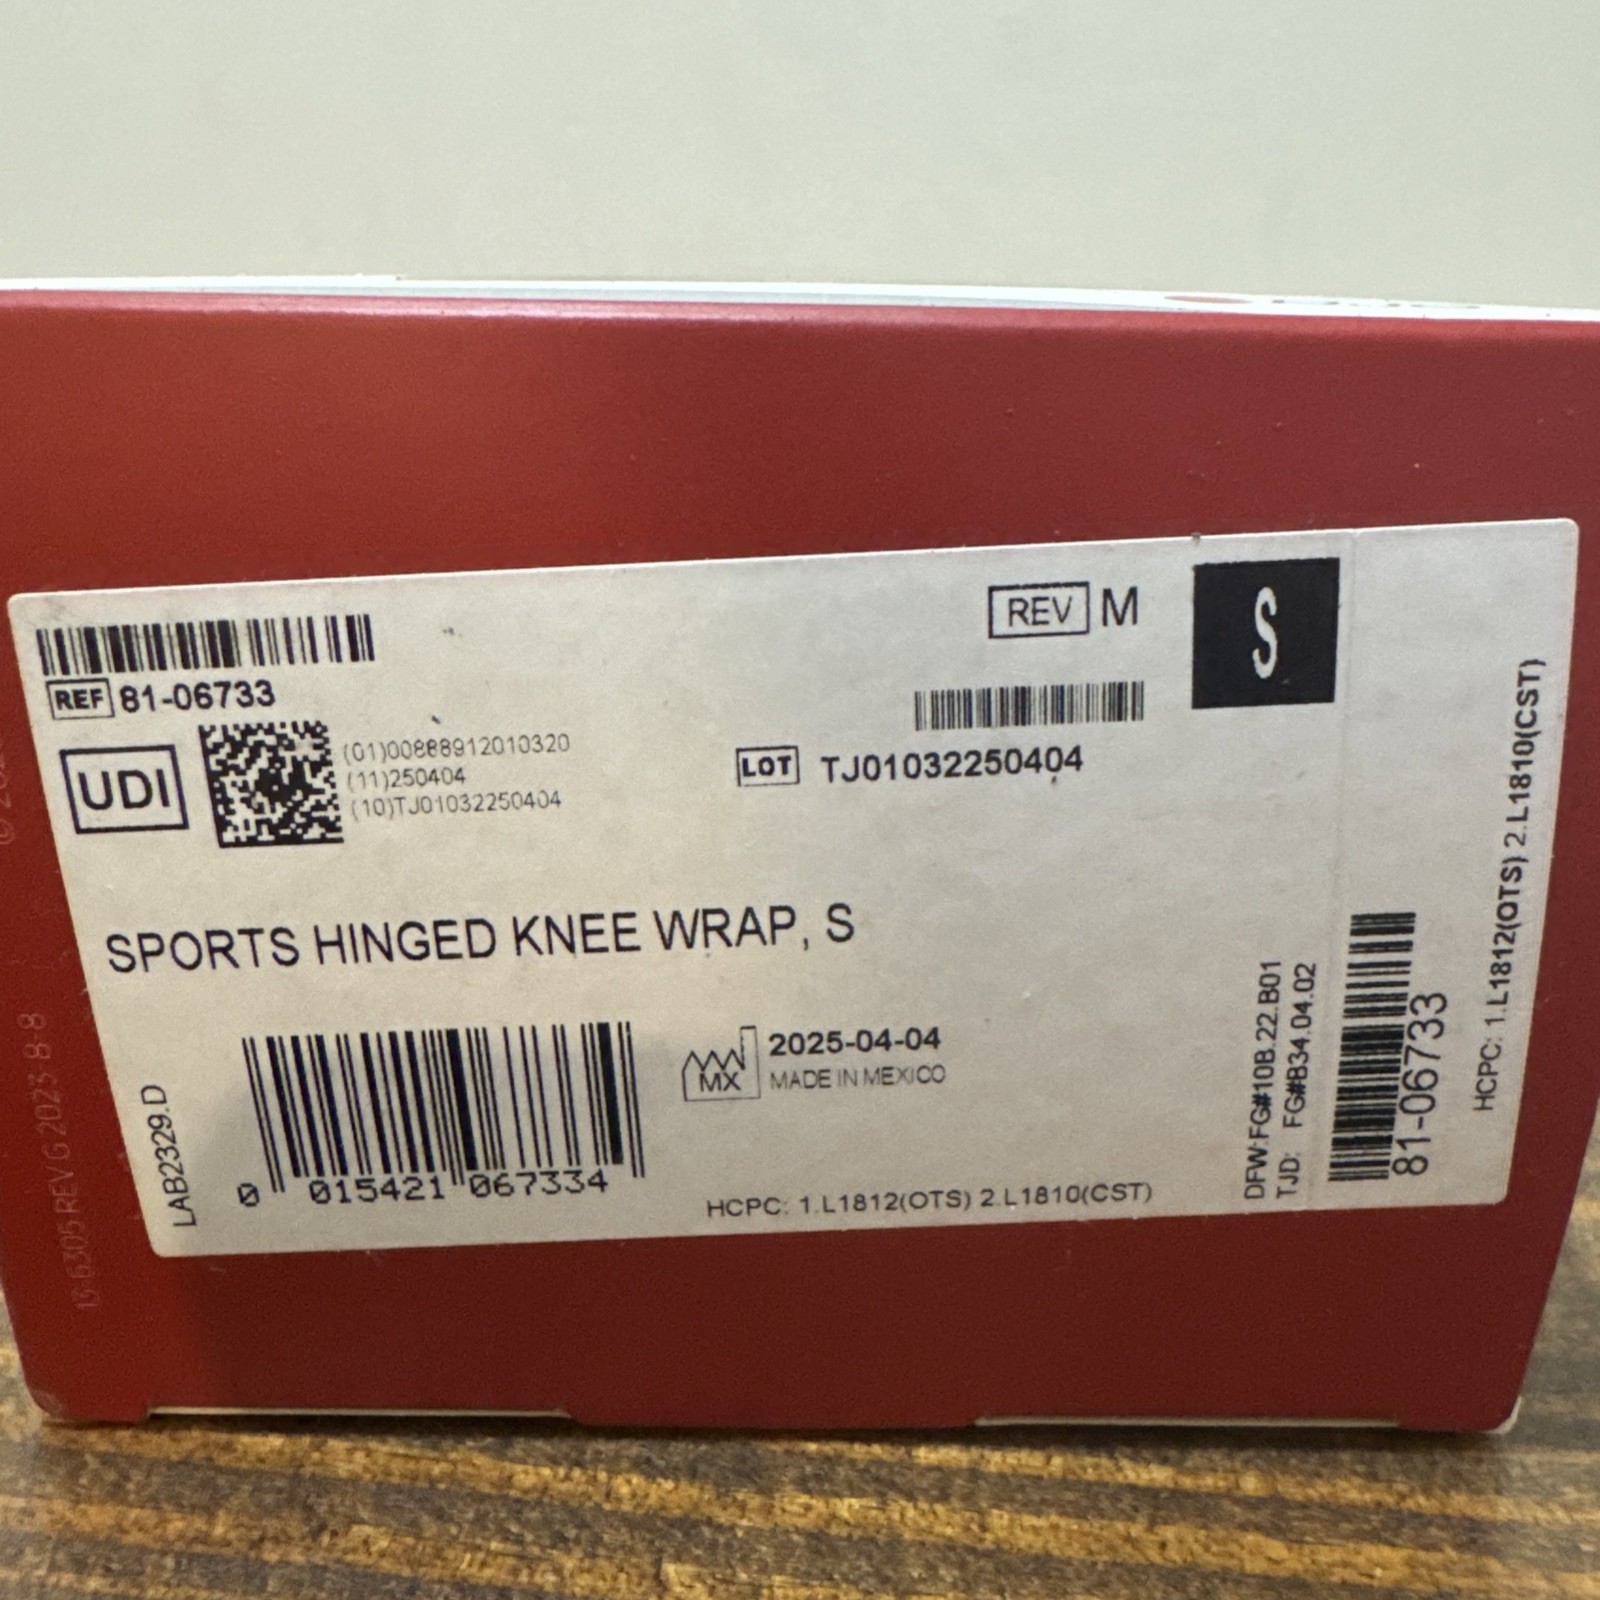 REV M
S
REF 81-06733
UDI
(01)00888912010320
(11)250404
(10)TJ01032250404
LOT TJ01032250404
SPORTS HINGED KNEE WRAP, S
2025-04-04
MX
MADE IN MEXICO
LAB2329.D
0 015421 067334
HCPC: 1.L1812(OTS) 2.L1810(CST)
DFW:FG#10B.22.B01
TJD: FG#B34.04.02
81-06733
HCPC: 1.L1812(OTS) 2.L1810(CST)
13-6305 REV G 2023-8-8